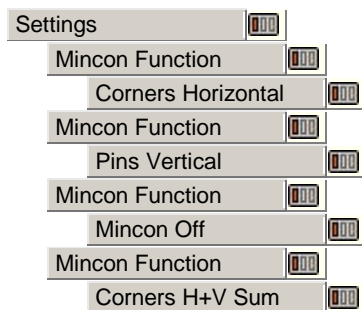 Settings
Mincon Function
Corners Horizontal
Mincon Function
Pins Vertical
Mincon Function
Mincon Off
Mincon Function
Corners H+V Sum